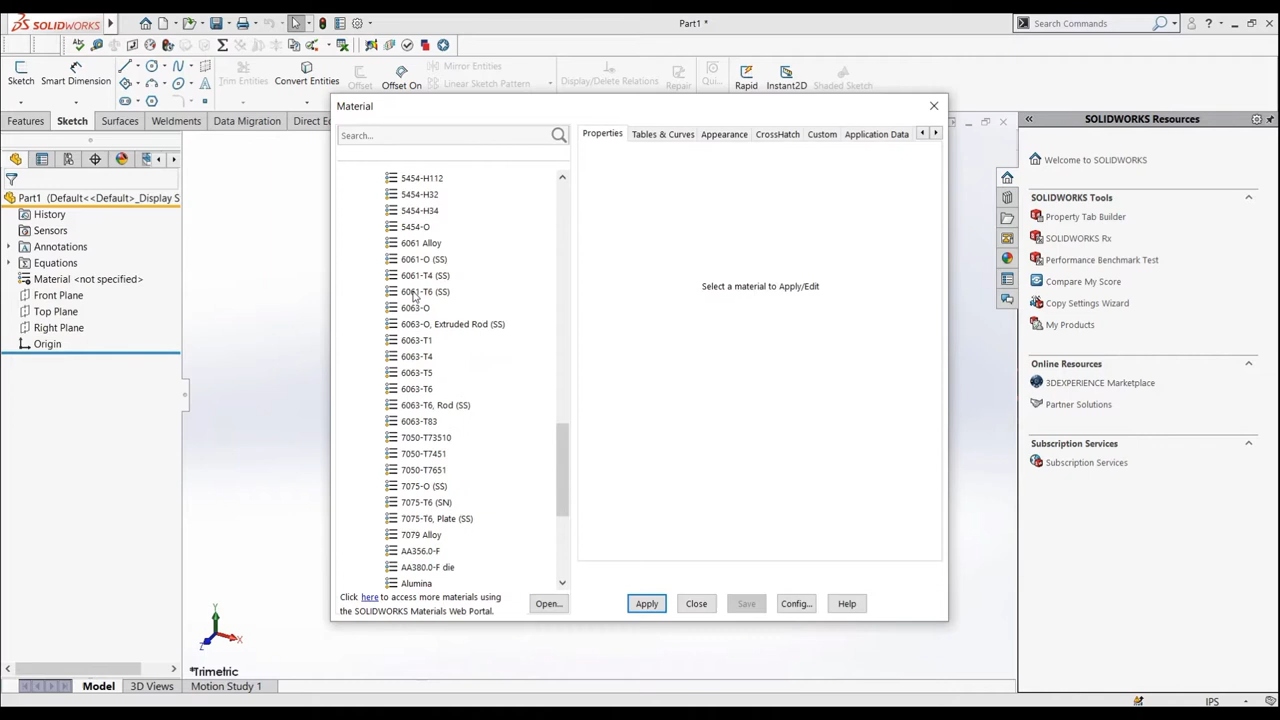 SOLIDWORKS
Part1 *
Search Commands
Sketch
Smart Dimension
Trim Entities
Convert Entities
Offset
Offset On
Mirror Entities
Linear Sketch Pattern
Display/Delete Relations
Repair
Qui...
Rapid
Instant2D
Shaded Sketch
Features
Sketch
Surfaces
Weldments
Data Migration
Direct Ed
Part1 (Default<<Default>_Display S
History
Sensors
Annotations
Equations
Material <not specified>
Front Plane
Top Plane
Right Plane
Origin
Material
Search...
5454-H112
5454-H32
5454-H34
5454-O
6061 Alloy
6061-O (SS)
6061-T4 (SS)
6061-T6 (SS)
6063-O
6063-O, Extruded Rod (SS)
6063-T1
6063-T4
6063-T5
6063-T6
6063-T6, Rod (SS)
6063-T83
7050-T73510
7050-T7451
7050-T7651
7075-O (SS)
7075-T6 (SN)
7075-T6, Plate (SS)
7079 Alloy
AA356.0-F
AA380.0-F die
Alumina
Click here to access more materials using
the SOLIDWORKS Materials Web Portal.
Open...
Properties
Tables & Curves
Appearance
CrossHatch
Custom
Application Data
Select a material to Apply/Edit
Apply
Close
Save
Config...
Help
SOLIDWORKS Resources
Welcome to SOLIDWORKS
SOLIDWORKS Tools
Property Tab Builder
SOLIDWORKS Rx
Performance Benchmark Test
Compare My Score
Copy Settings Wizard
My Products
Online Resources
3DEXPERIENCE Marketplace
Partner Solutions
Subscription Services
Subscription Services
Y
X
Z
*Trimetric
Model
3D Views
Motion Study 1
IPS